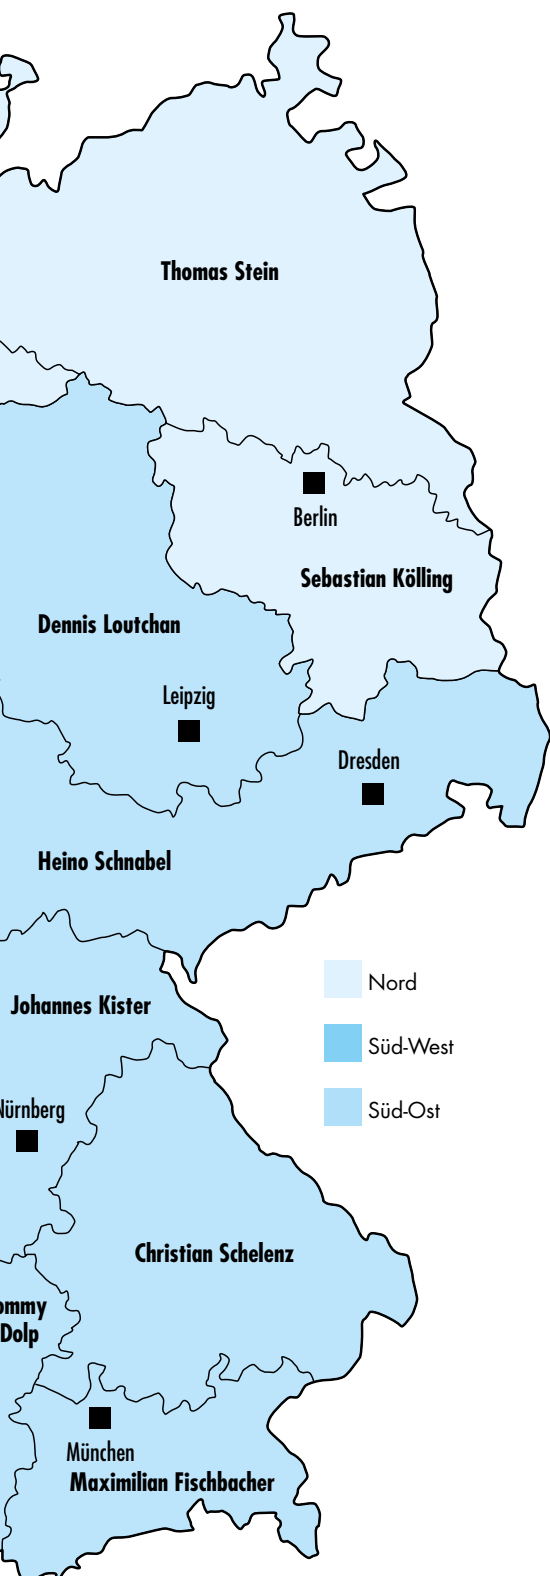 Thomas Stein
Berlin
Sebastian Kölling
Dennis Loutchan
Leipzig
Dresden
Heino Schnabel
Nord
Johannes Kister
Süd-West
Nürnberg
Süd-Ost
Christian Schelenz
ommy
Dolp
München
Maximilian Fischbacher